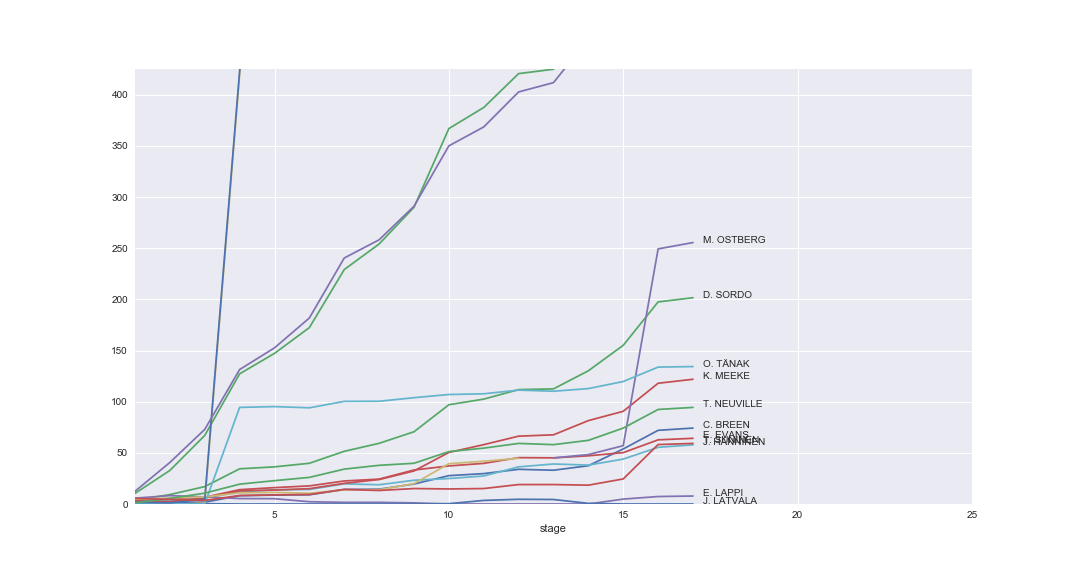 400
350
300
250
200
150
100
50
0
5
10
15
20
25
stage
M. OSTBERG
D. SORDO
O. TÄNAK
K. MEEKE
T. NEUVILLE
C. BREEN
E. EVANS
J. HANNINEN
E. LAPPI
J. LATVALA